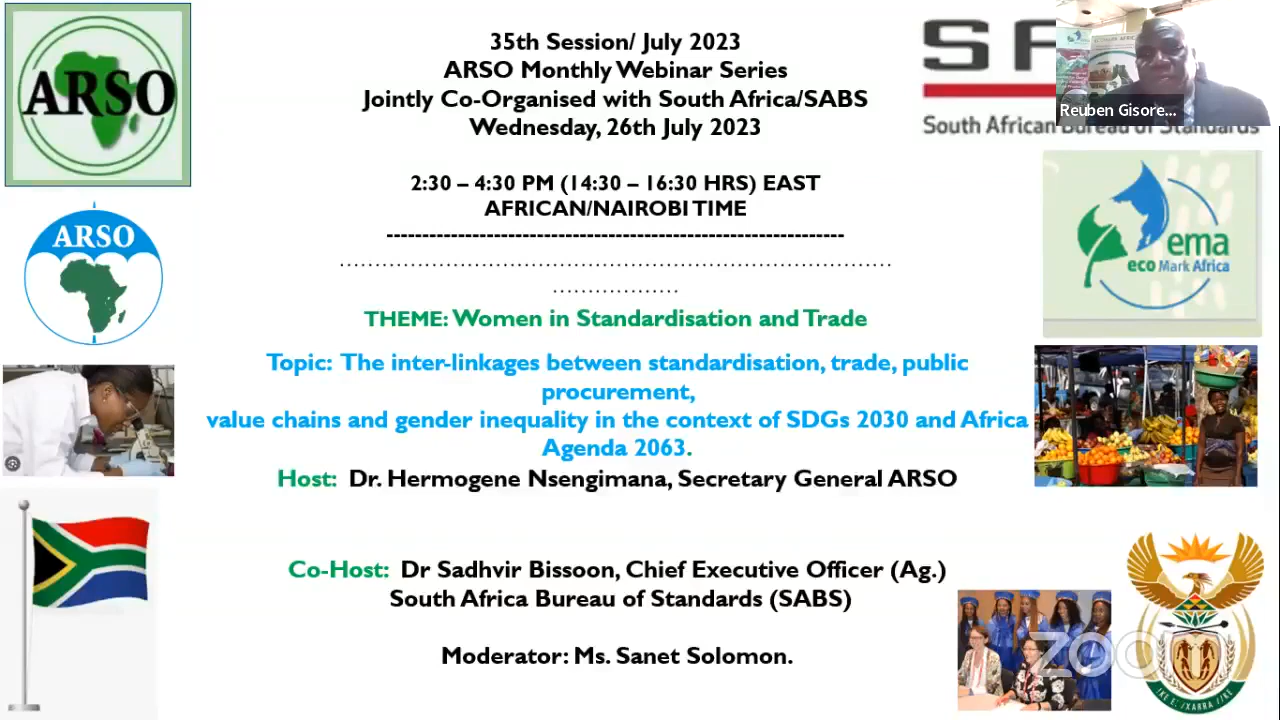 35th Session/ July 2023
ARSO Monthly Webinar Series
Jointly Co-Organised with South Africa/SABS
Wednesday, 26th July 2023
2:30 – 4:30 PM (14:30 – 16:30 HRS) EAST
AFRICAN/NAIROBI TIME
THEME: Women in Standardisation and Trade
Topic: The inter-linkages between standardisation, trade, public
procurement,
value chains and gender inequality in the context of SDGs 2030 and Africa
Agenda 2063.
Host: Dr. Hermogene Nsengimana, Secretary General ARSO
Co-Host: Dr Sadhvir Bissoon, Chief Executive Officer (Ag.)
South Africa Bureau of Standards (SABS)
Moderator: Ms. Sanet Solomon.
ARSO
ARSO
South African Bureau of Standards
Reuben Gisore...
ema
eco Mark Africa
zoom
!KE E: /XARRA //KE